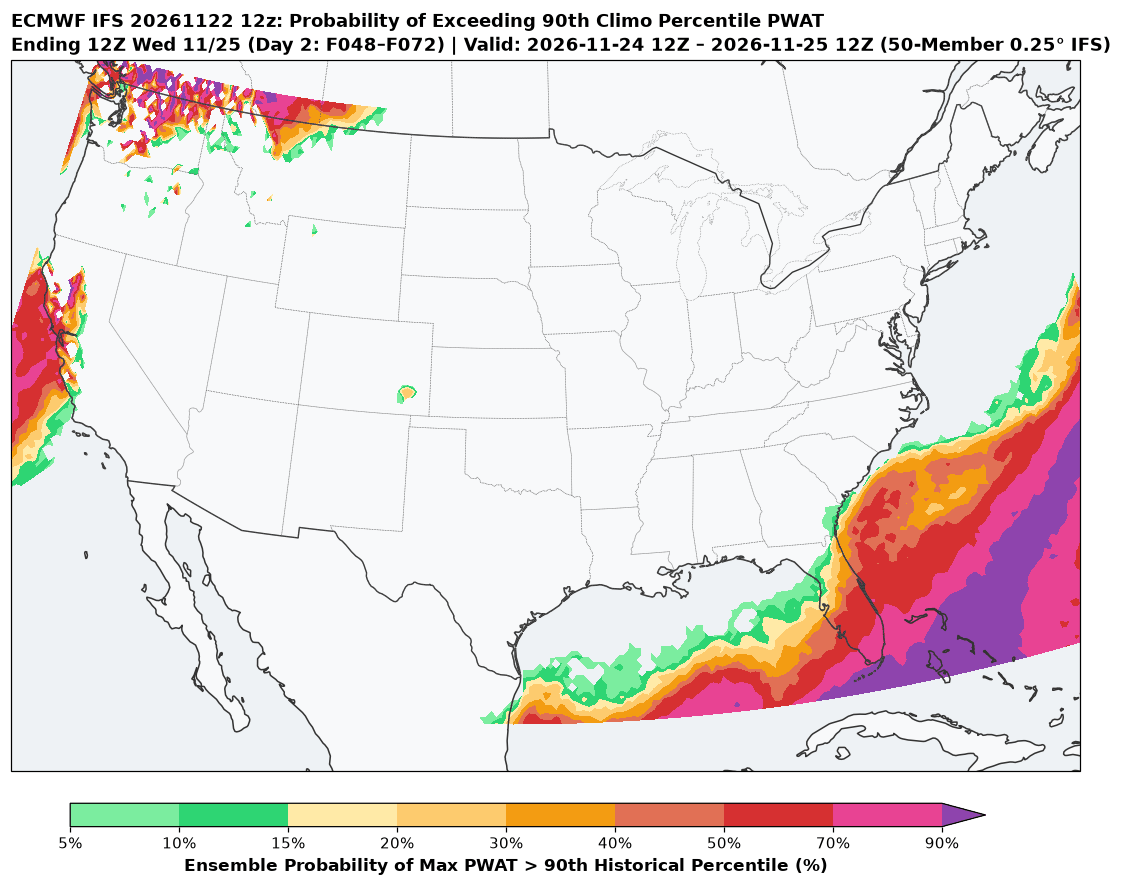 ECMWF IFS 20261122 12z: Probability of Exceeding 90th Climo Percentile PWAT
Ending 12Z Wed 11/25 (Day 2: F048–F072) | Valid: 2026-11-24 12Z – 2026-11-25 12Z (50-Member 0.25° IFS)
5% 10% 15% 20% 30% 40% 50% 70% 90%
Ensemble Probability of Max PWAT > 90th Historical Percentile (%)